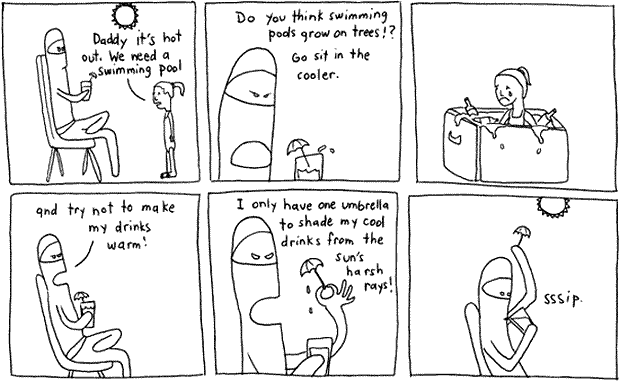 Daddy it's hot
out. We need a
swimming pool
Do you think swimming
pods grow on trees!?
Go sit in the
cooler.
and try not to make
my drinks
warm!
I only have one umbrella
to shade my cool
drinks from the
sun's
harsh
rays!
sssip.